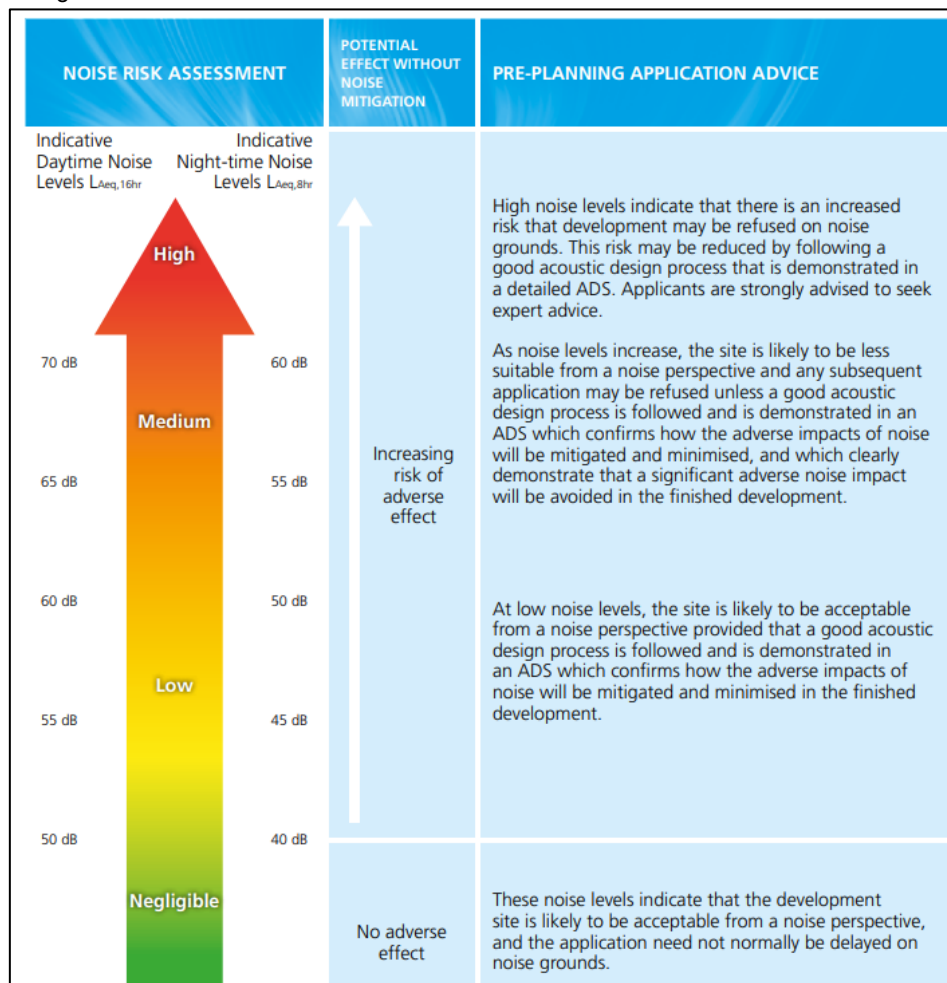 NOISE RISK ASSESSMENT
POTENTIAL
EFFECT WITHOUT
NOISE
MITIGATION
PRE-PLANNING APPLICATION ADVICE
Indicative
Daytime Noise
Levels LAeq,16hr
Indicative
Night-time Noise
Levels LAeq,8hr
High
70 dB
60 dB
Medium
65 dB
55 dB
60 dB
50 dB
Low
55 dB
45 dB
50 dB
40 dB
Negligible
Increasing
risk of
adverse
effect
No adverse
effect
High noise levels indicate that there is an increased
risk that development may be refused on noise
grounds. This risk may be reduced by following a
good acoustic design process that is demonstrated in
a detailed ADS. Applicants are strongly advised to seek
expert advice.
As noise levels increase, the site is likely to be less
suitable from a noise perspective and any subsequent
application may be refused unless a good acoustic
design process is followed and is demonstrated in an
ADS which confirms how the adverse impacts of noise
will be mitigated and minimised, and which clearly
demonstrate that a significant adverse noise impact
will be avoided in the finished development.
At low noise levels, the site is likely to be acceptable
from a noise perspective provided that a good acoustic
design process is followed and is demonstrated in
an ADS which confirms how the adverse impacts of
noise will be mitigated and minimised in the finished
development.
These noise levels indicate that the development
site is likely to be acceptable from a noise perspective,
and the application need not normally be delayed on
noise grounds.